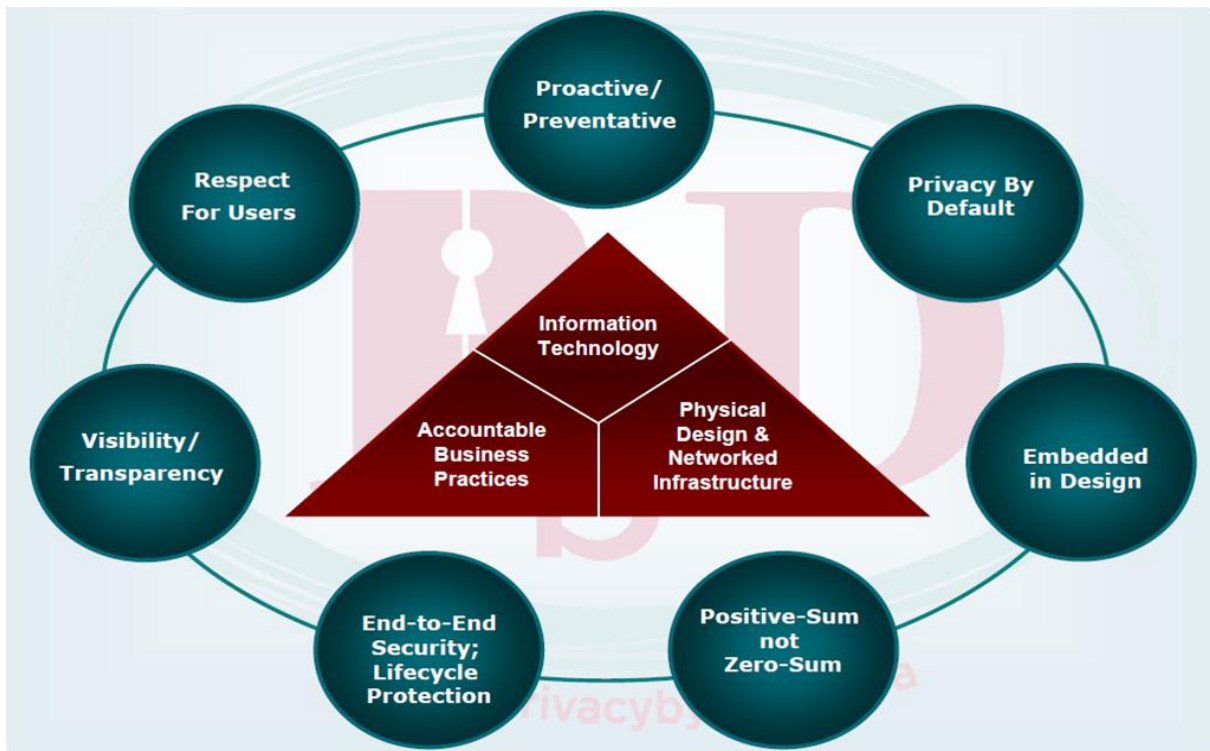 Proactive/
Preventative
Privacy By
Default
Embedded
in Design
Positive-Sum
not
Zero-Sum
End-to-End
Security;
Lifecycle
Protection
Visibility/
Transparency
Respect
For Users
Information
Technology
Accountable
Business
Practices
Physical
Design &
Networked
Infrastructure